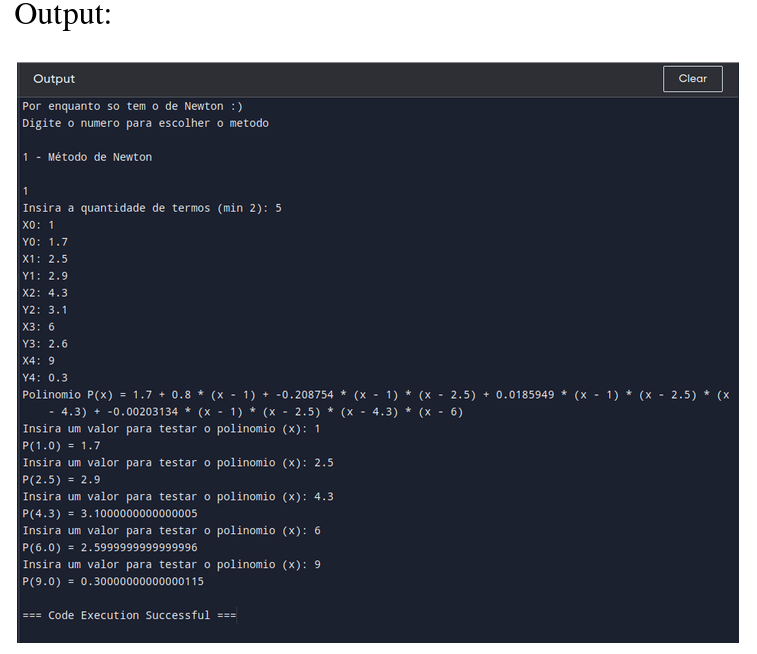 Output:
Output
Clear
Por enquanto so tem o de Newton :)
Digite o numero para escolher o metodo
1 - Método de Newton
1
Insira a quantidade de termos (min 2): 5
X0: 1
Y0: 1.7
X1: 2.5
Y1: 2.9
X2: 4.3
Y2: 3.1
X3: 6
Y3: 2.6
X4: 9
Y4: 0.3
Polinomio P(x) = 1.7 + 0.8 * (x - 1) + -0.208754 * (x - 1) * (x - 2.5) + 0.0185949 * (x - 1) * (x - 2.5) * (x
- 4.3) + -0.00203134 * (x - 1) * (x - 2.5) * (x - 4.3) * (x - 6)
Insira um valor para testar o polinomio (x): 1
P(1.0) = 1.7
Insira um valor para testar o polinomio (x): 2.5
P(2.5) = 2.9
Insira um valor para testar o polinomio (x): 4.3
P(4.3) = 3.1000000000000005
Insira um valor para testar o polinomio (x): 6
P(6.0) = 2.5999999999999996
Insira um valor para testar o polinomio (x): 9
P(9.0) = 0.30000000000000115
=== Code Execution Successful ===